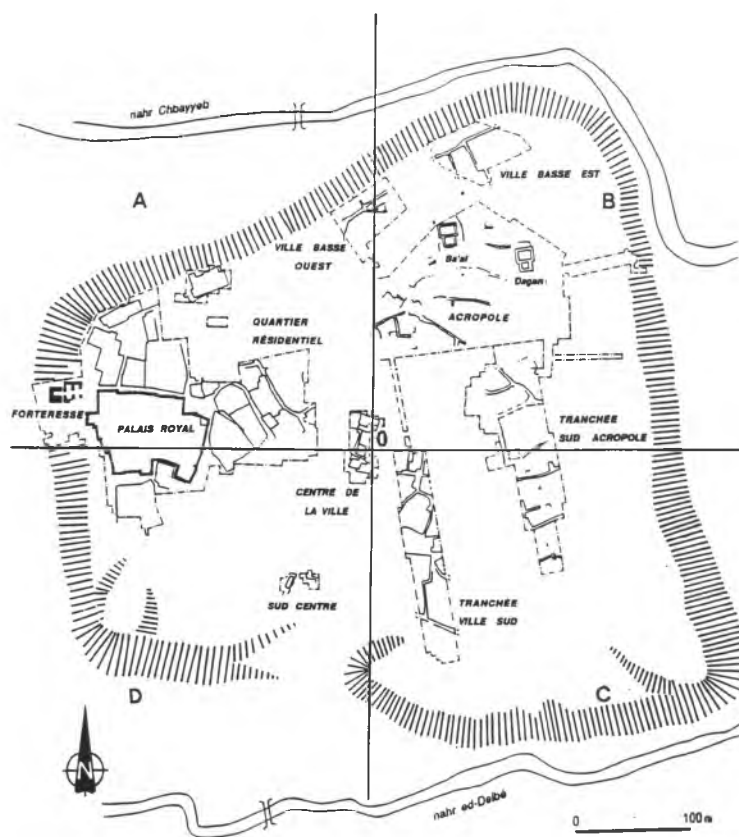 nahr Chbayyeb
A
B
VILLE BASSE EST
VILLE BASSE
OUEST
Ba'al
Dagan
ACROPOLE
QUARTIER
RÉSIDENTIEL
FORTERESSE
PALAIS ROYAL
0
TRANCHÉE
SUD ACROPOLE
CENTRE DE
LA VILLE
SUD CENTRE
TRANCHÉE
VILLE SUD
D
C
N
nahr ed-Delbé
0 100 m